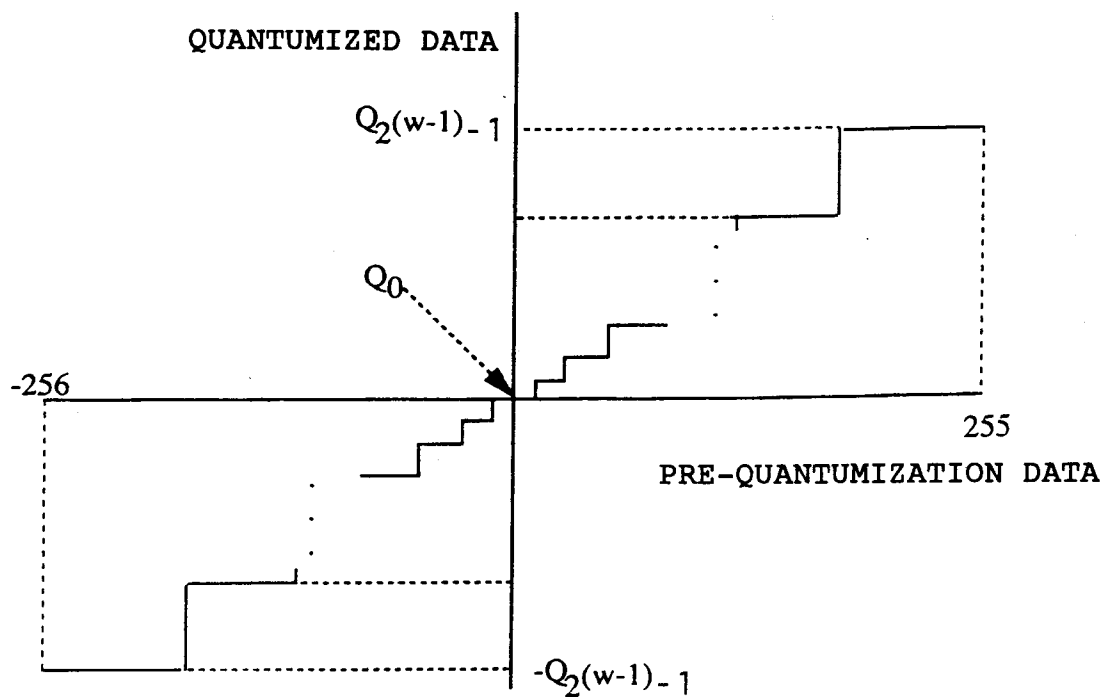 QUANTUMIZED DATA
Q2(w-1)-1
Q0
-256
255
PRE-QUANTUMIZATION DATA
-Q2(w-1)-1